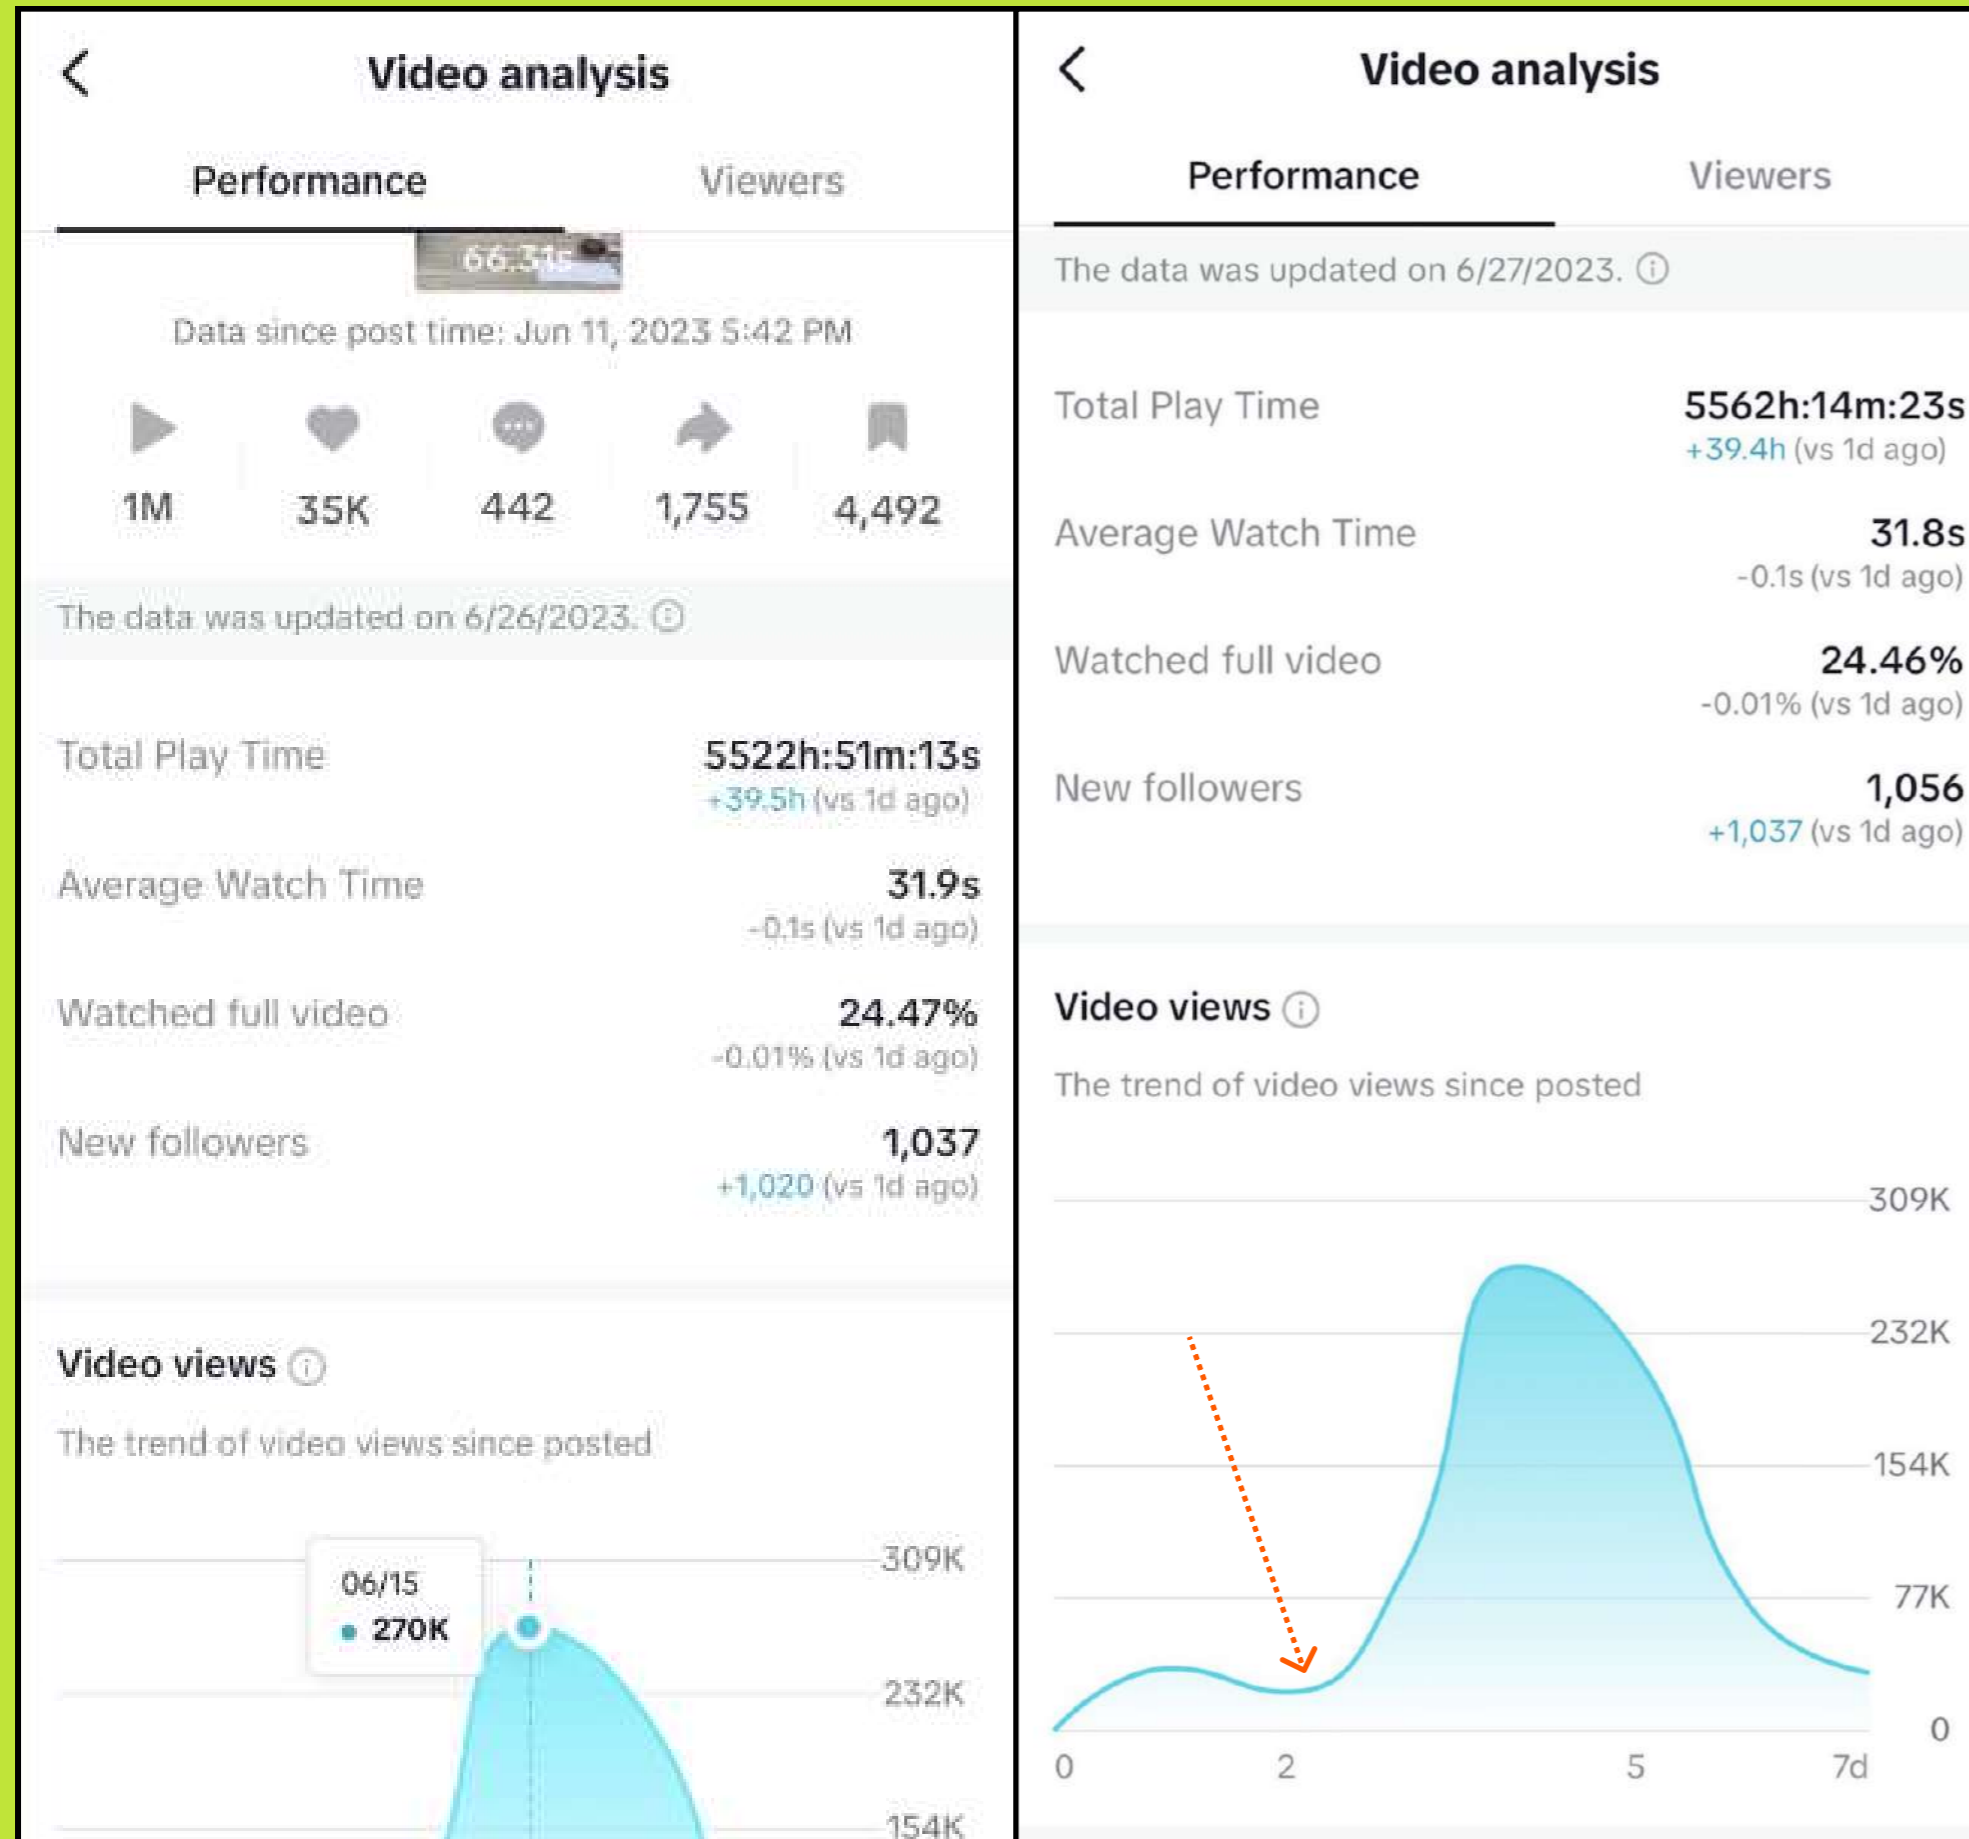 Video analysis
Performance Viewers
66.31s
Data since post time: Jun 11, 2023 5:42 PM
1M 35K 442 1,755 4,492
The data was updated on 6/26/2023.
Total Play Time 5522h:51m:13s
+39.5h (vs 1d ago)
Average Watch Time 31.9s
-0.1s (vs 1d ago)
Watched full video 24.47%
-0.01% (vs 1d ago)
New followers 1,037
+1,020 (vs 1d ago)
Video views
The trend of video views since posted
309K
06/15
270K
232K
154K
Video analysis
Performance Viewers
The data was updated on 6/27/2023.
Total Play Time 5562h:14m:23s
+39.4h (vs 1d ago)
Average Watch Time 31.8s
-0.1s (vs 1d ago)
Watched full video 24.46%
-0.01% (vs 1d ago)
New followers 1,056
+1,037 (vs 1d ago)
Video views
The trend of video views since posted
309K
232K
154K
77K
0
0 2 5 7d